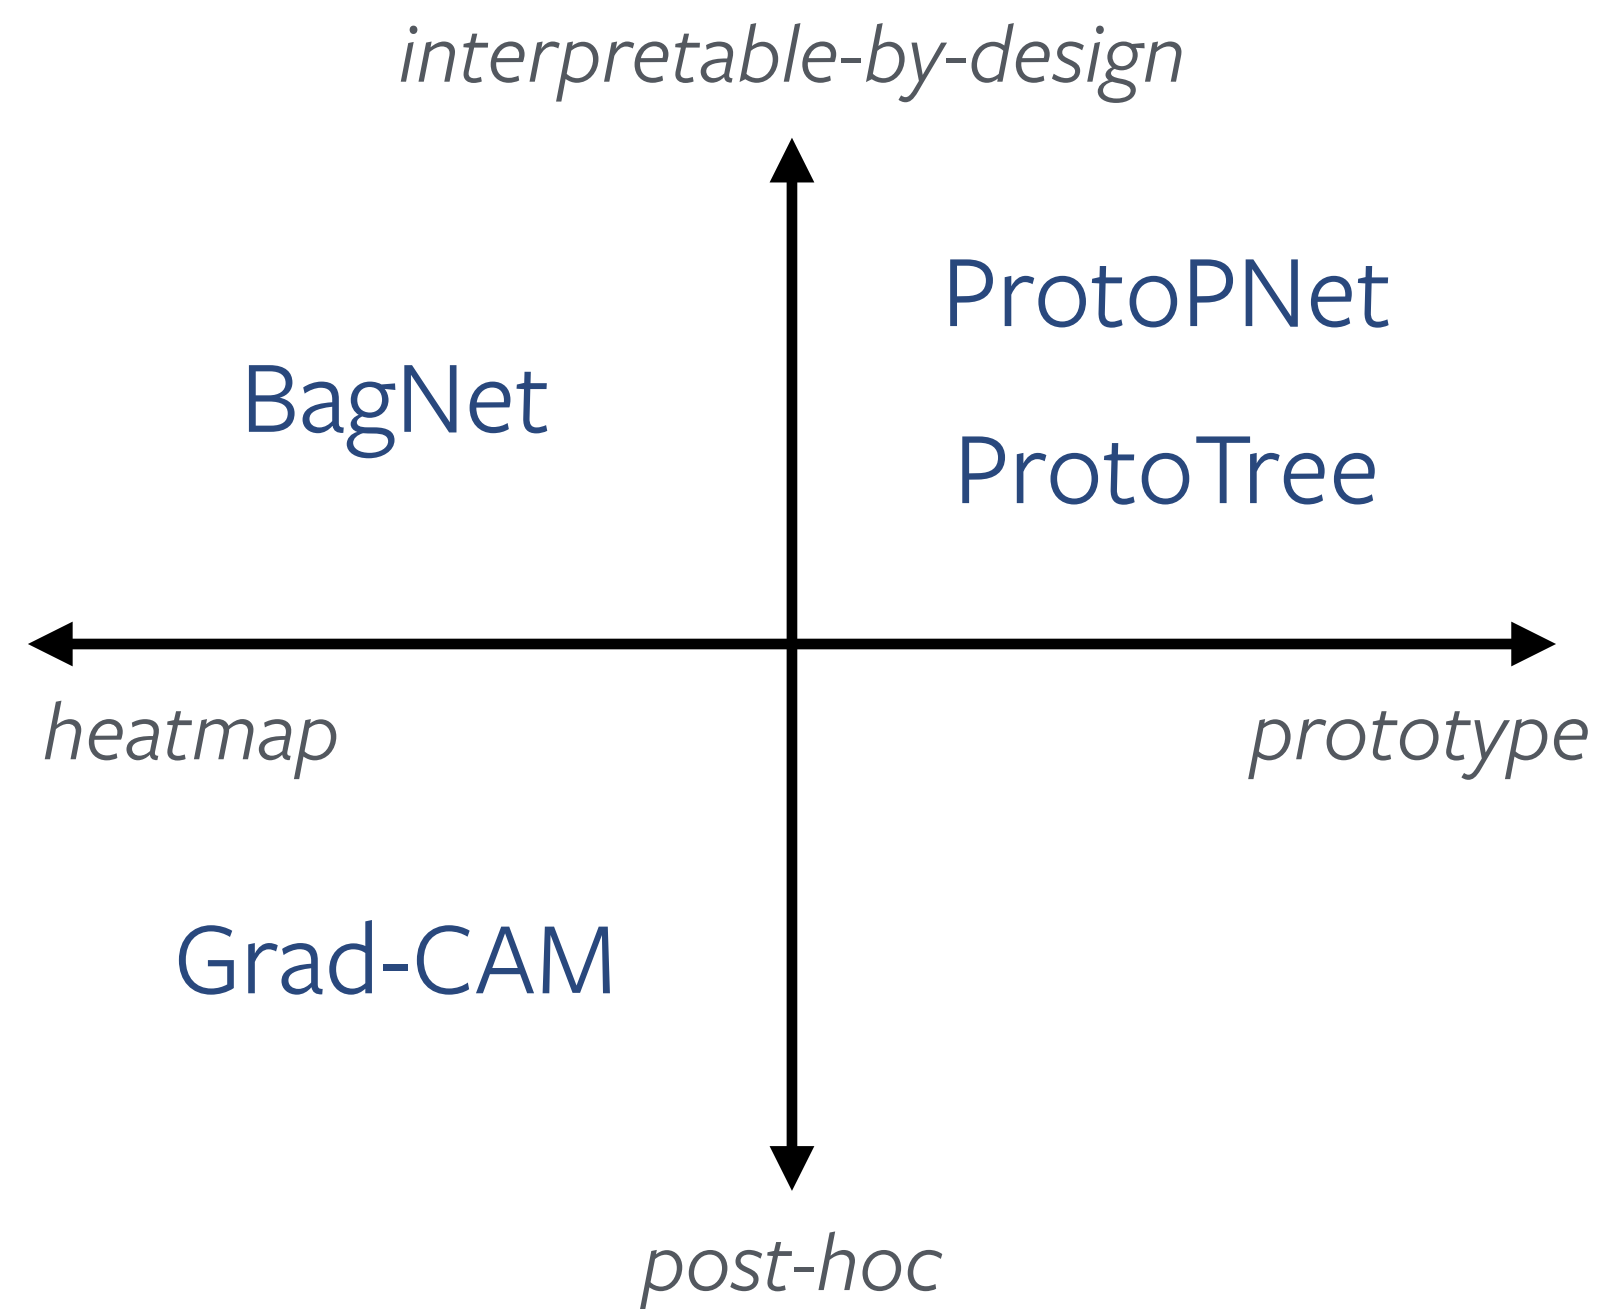 interpretable-by-design
ProtoPNet
BagNet
ProtoTree
heatmap
prototype
Grad-CAM
post-hoc